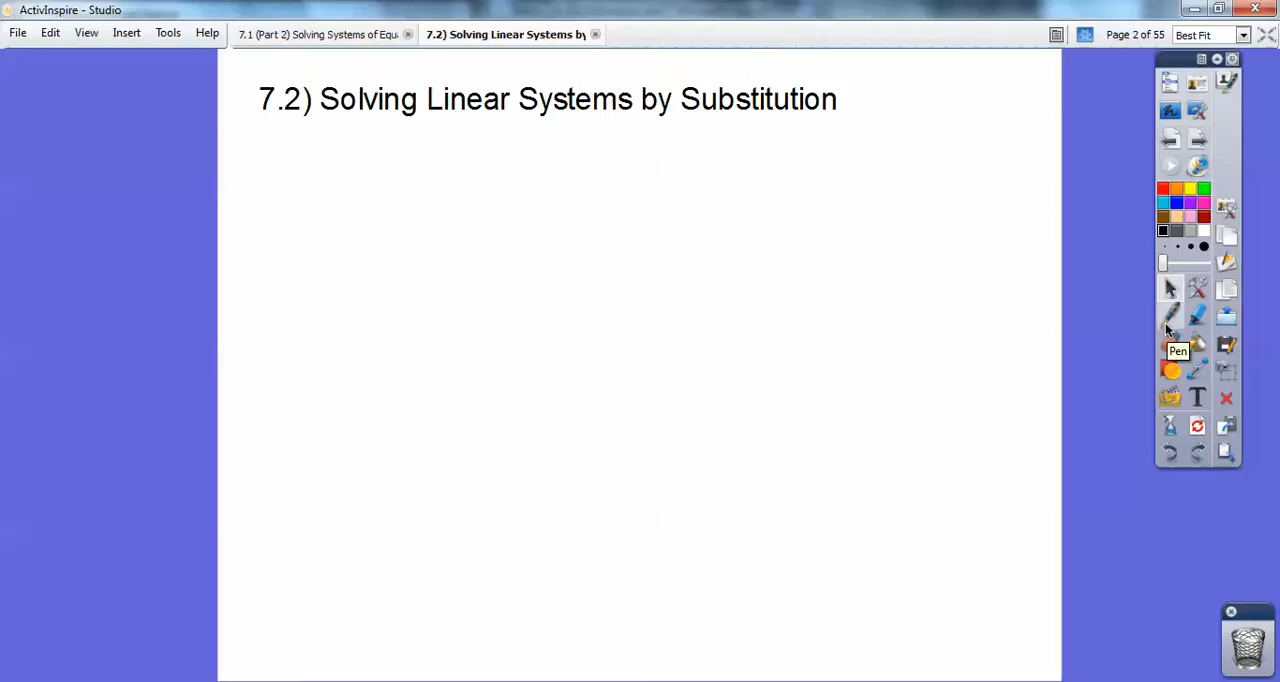 ActivInspire - Studio
File Edit View Insert Tools Help
7.1 (Part 2) Solving Systems of Equ
7.2) Solving Linear Systems by
Page 2 of 55
Best Fit
7.2) Solving Linear Systems by Substitution
Pen
T